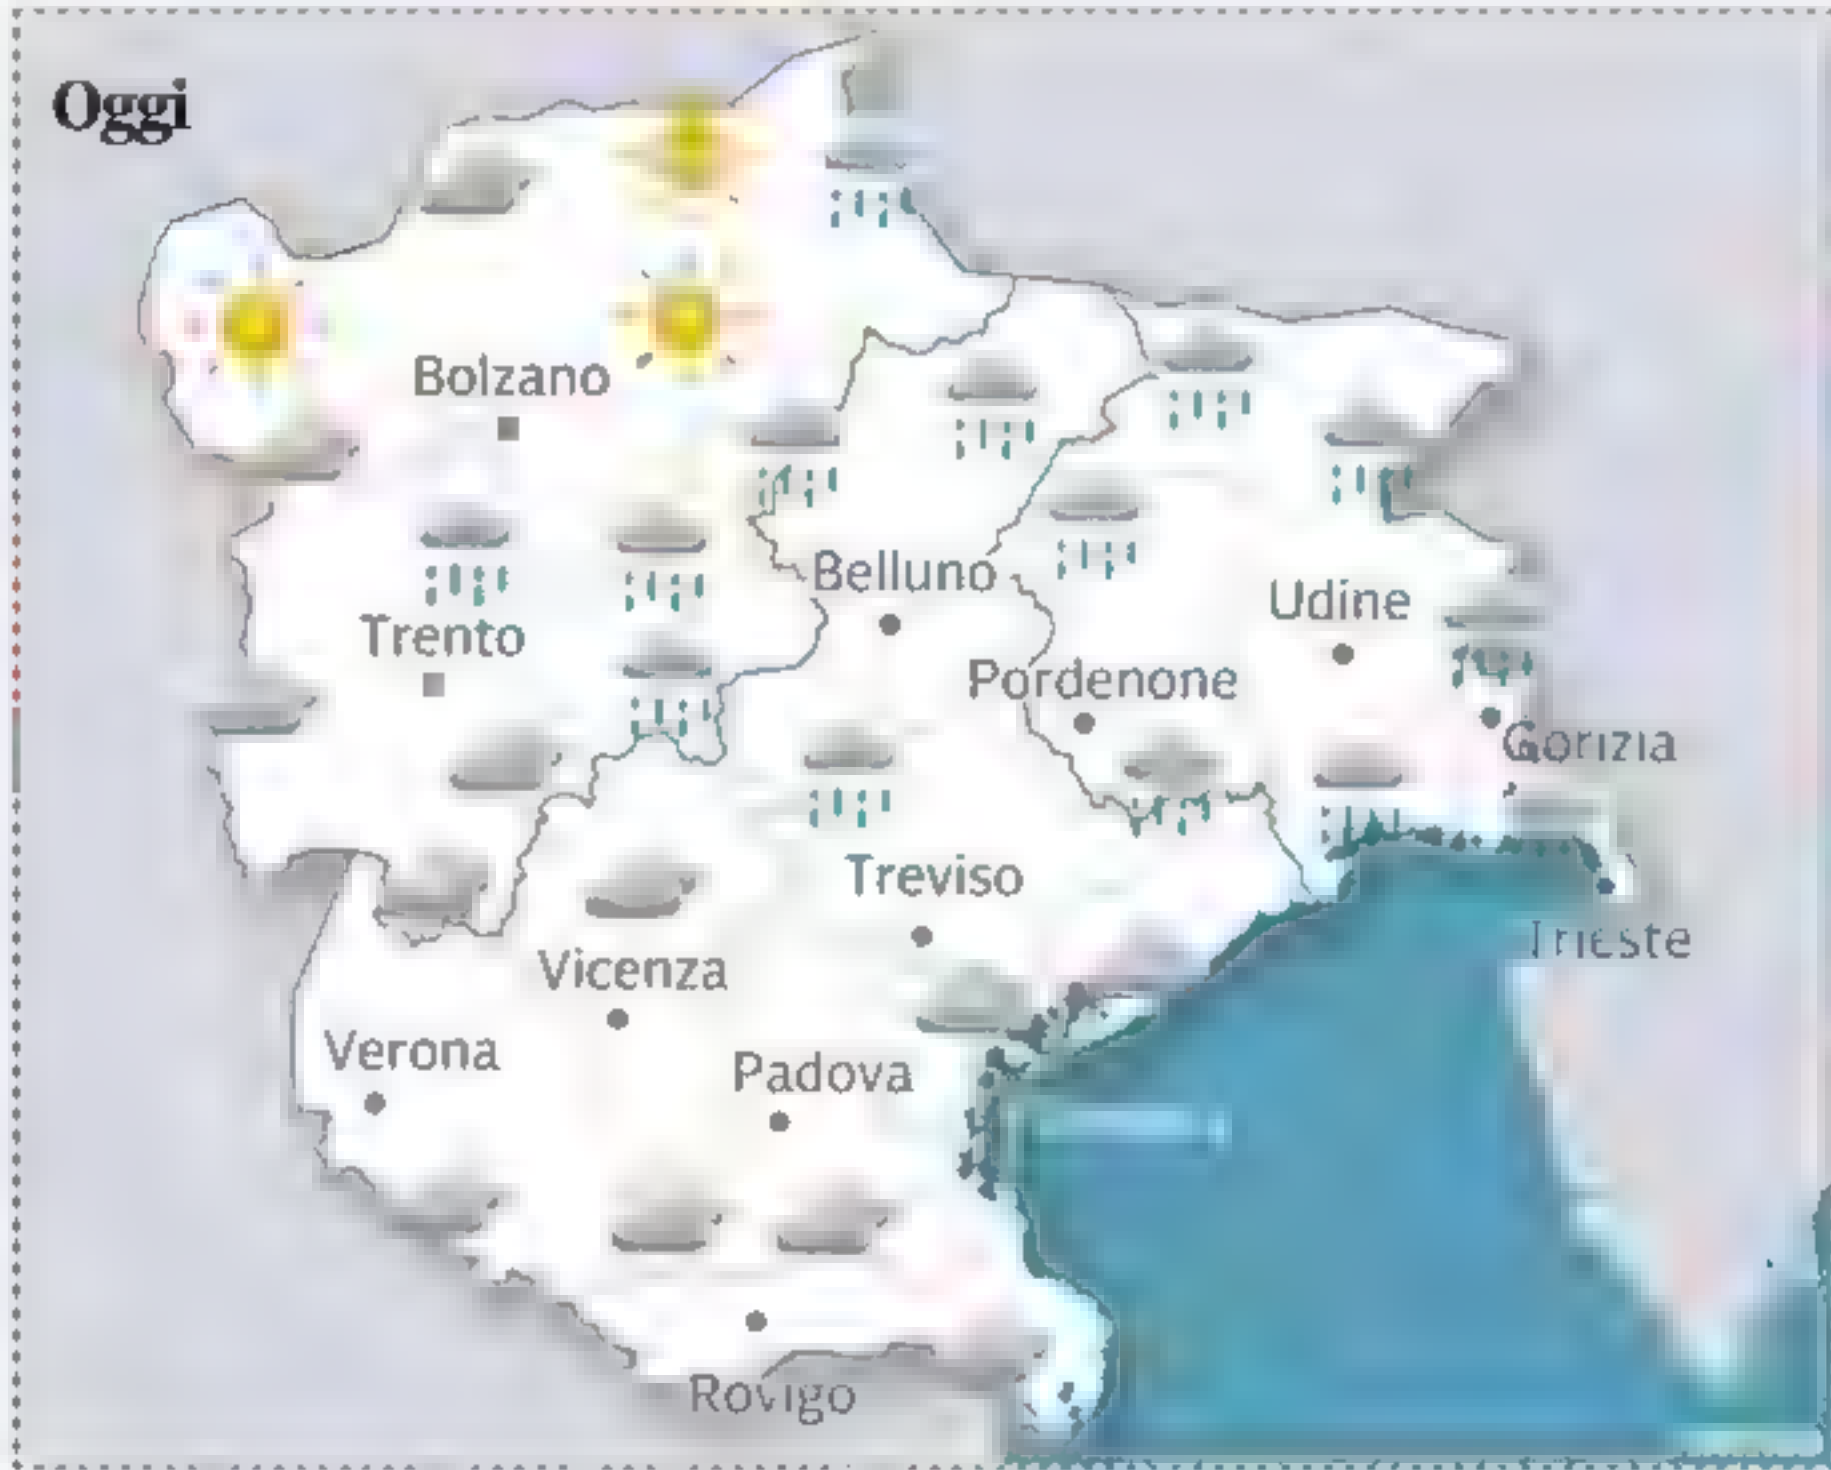 Oggi
Bolzano
Belluno
Udine
Trento
Pordenone
Gorizia
Treviso
Trieste
Vicenza
Verona
Padova
Rovigo